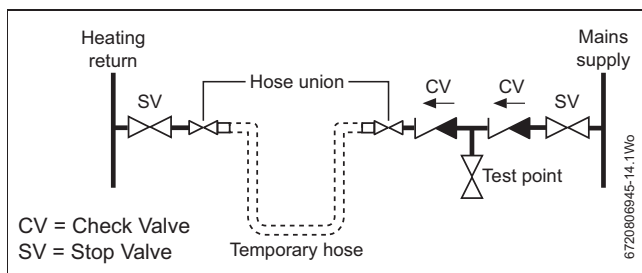 Heating
return
Mains
supply
Hose union
SV
CV
CV
SV
Test point
CV = Check Valve
SV = Stop Valve
Temporary hose
6720806945-14.1Wo